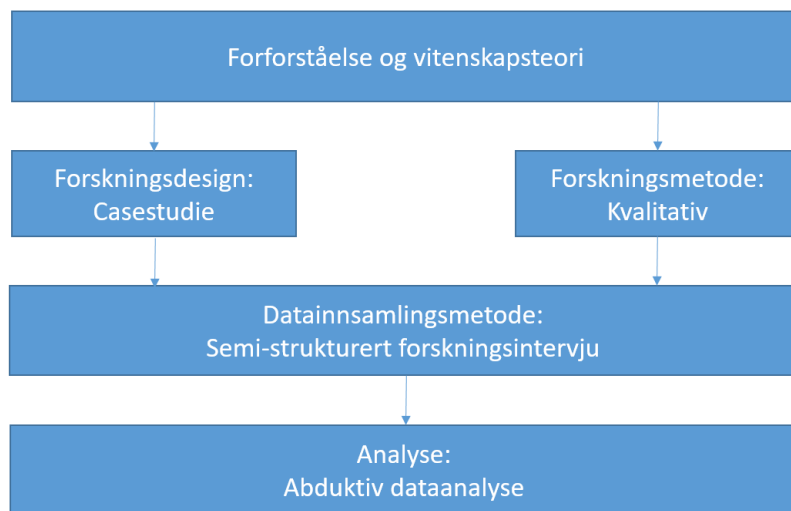 Forforståelse og vitenskapsteori
Forskningsdesign:
Casestudie
Forskningsmetode:
Kvalitativ
Datainnsamlingsmetode:
Semi-strukturert forskningsintervju
Analyse:
Abduktiv dataanalyse